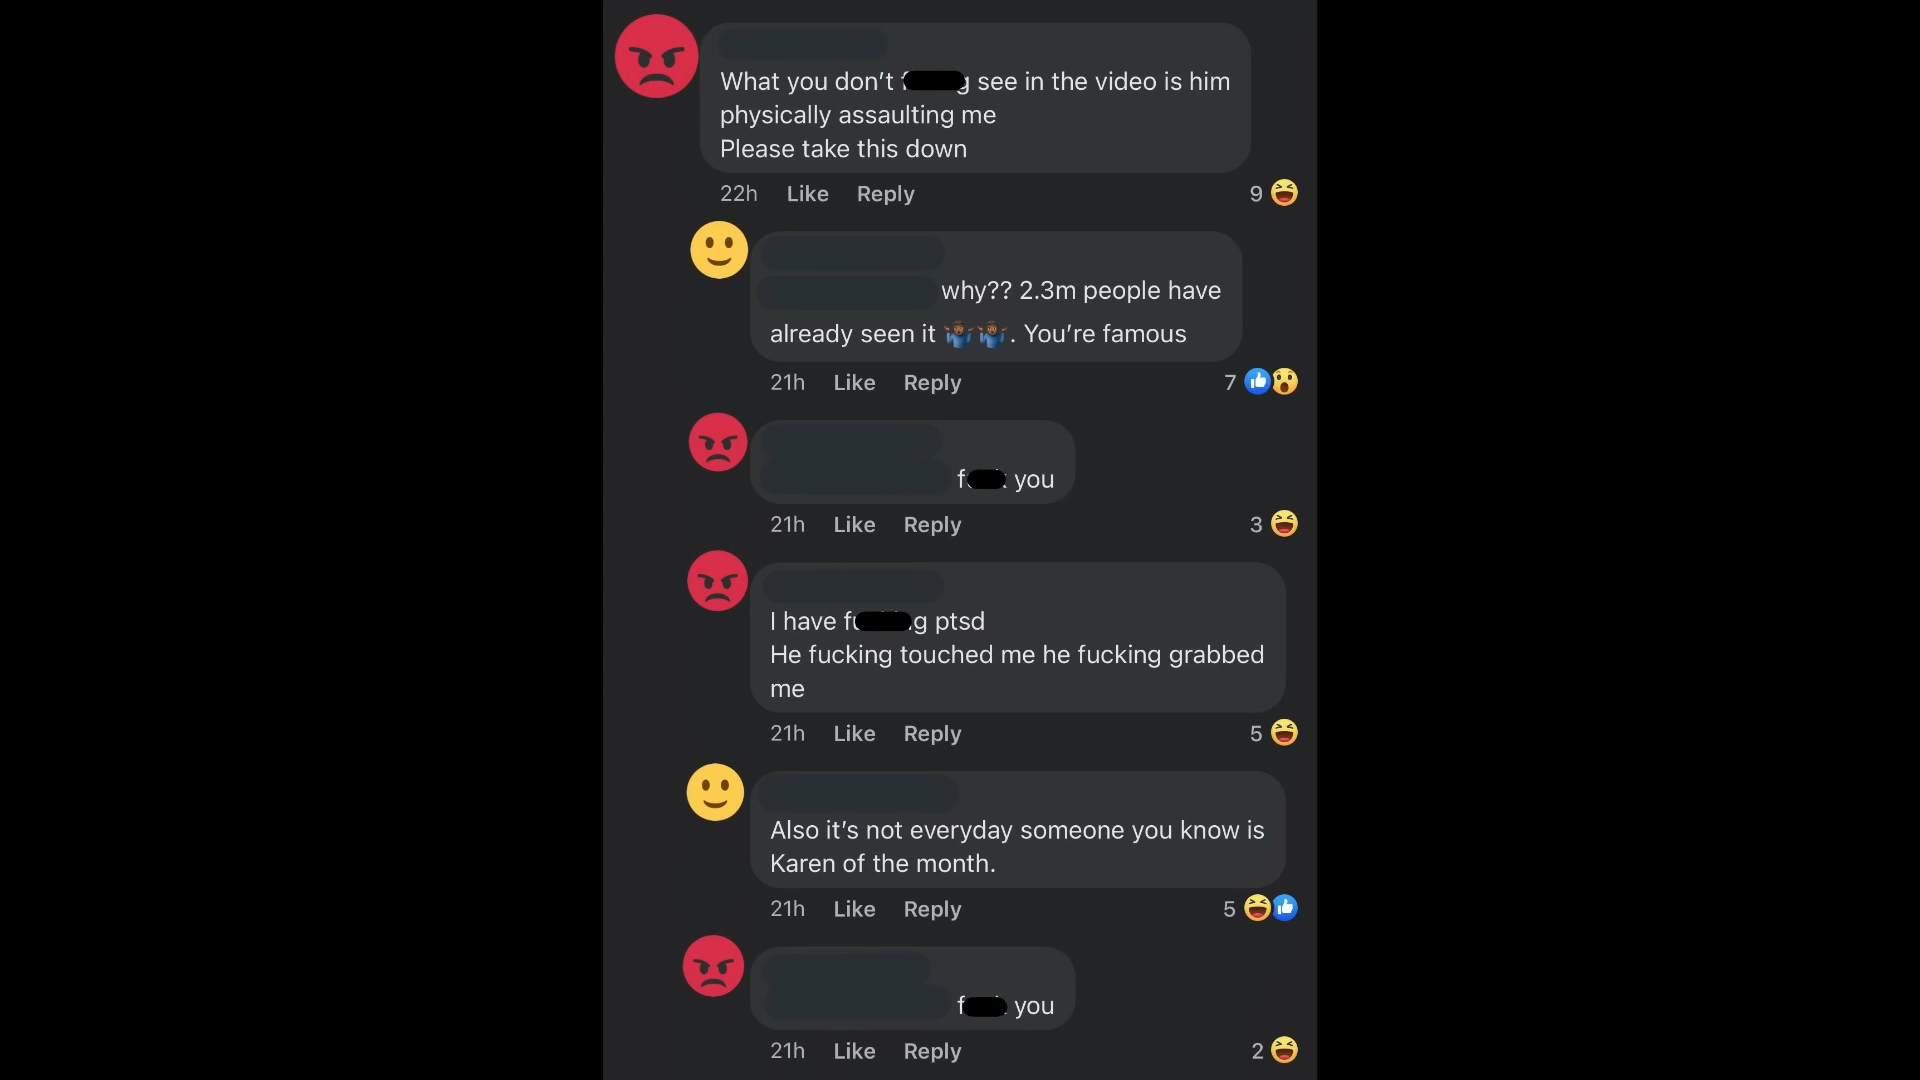 What you don't see in the video is him
physically assaulting me
Please take this down
22h Like Reply 9
why?? 2.3m people have
already seen it 🤷🏾‍♂️🤷🏾‍♂️. You're famous
21h Like Reply 7
you
21h Like Reply 3
I have ptsd
He fucking touched me he fucking grabbed
me
21h Like Reply 5
Also it's not everyday someone you know is
Karen of the month.
21h Like Reply 5
you
21h Like Reply 2